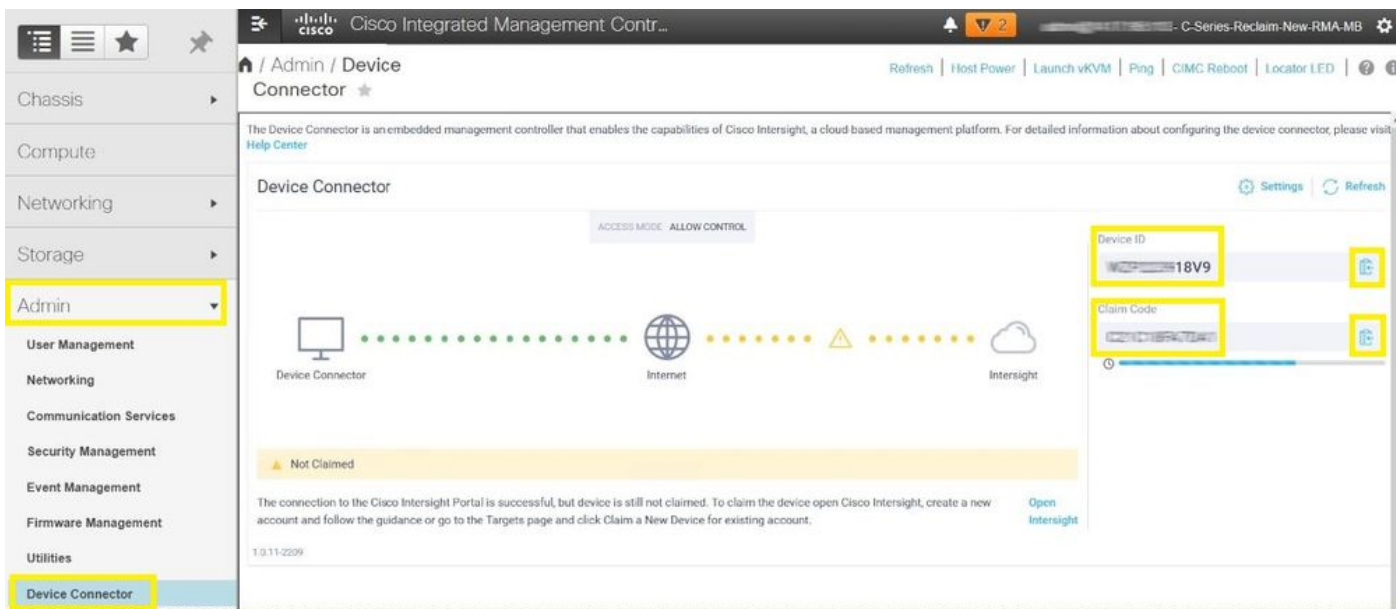 cisco Cisco Integrated Management Contr...
2
- C-Series-Reclaim-New-RMA-MB
/ Admin / Device
Connector
Refresh | Host Power | Launch vKVM | Ping | CIMC Reboot | Locator LED |
Chassis
Compute
Networking
Storage
Admin
User Management
Networking
Communication Services
Security Management
Event Management
Firmware Management
Utilities
Device Connector
The Device Connector is an embedded management controller that enables the capabilities of Cisco Intersight, a cloud-based management platform. For detailed information about configuring the device connector, please visit
Help Center
Device Connector
Settings | Refresh
ACCESS MODE ALLOW CONTROL
Device ID
18V9
Claim Code
Device Connector
Internet
Intersight
Not Claimed
The connection to the Cisco Intersight Portal is successful, but device is still not claimed. To claim the device open Cisco Intersight, create a new
account and follow the guidance or go to the Targets page and click Claim a New Device for existing account.
Open
Intersight
1.0.11-2209